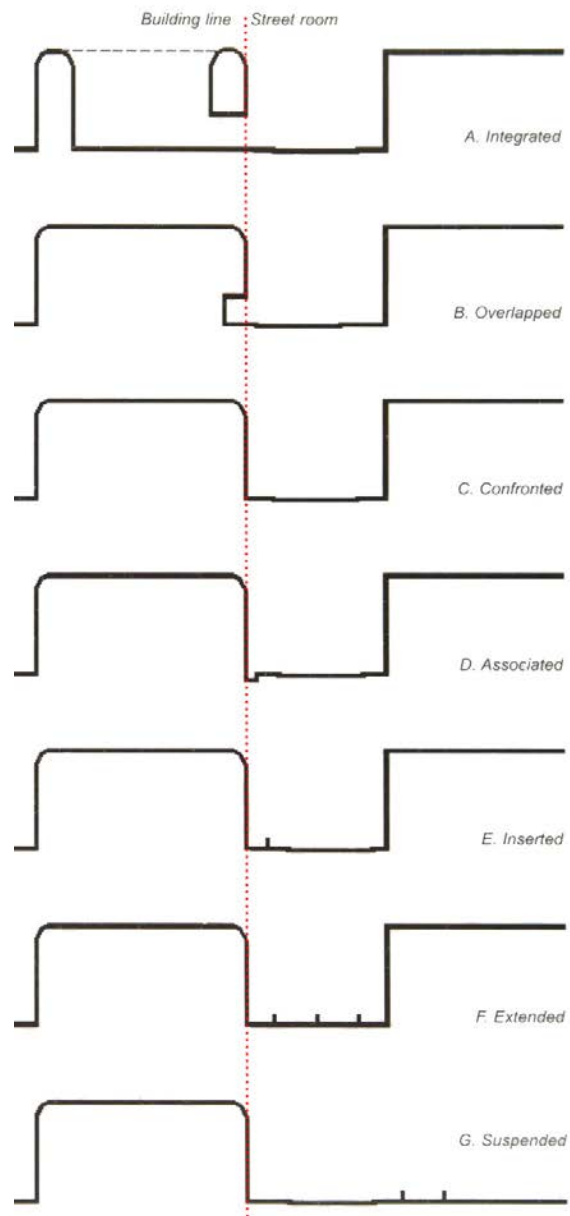 Building line Street room
A. Integrated
B. Overlapped
C. Confronted
D. Associated
E. Inserted
F. Extended
G. Suspended